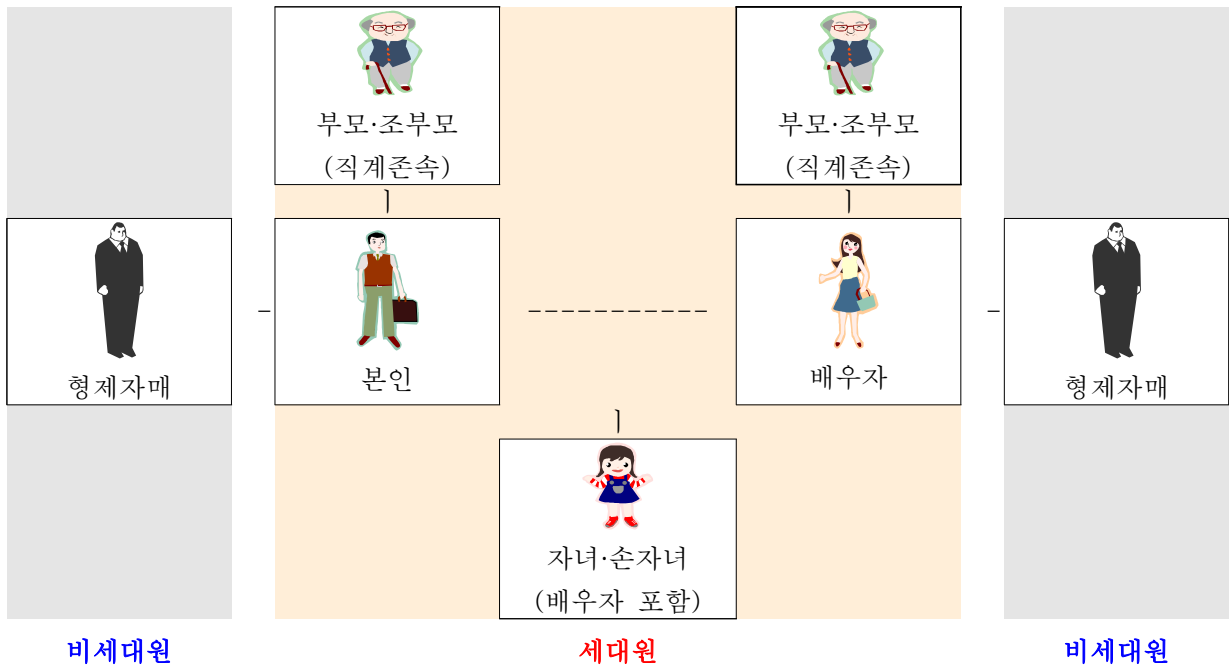 부모·조부모
(직계존속)
부모·조부모
(직계존속)
형제자매
본인
배우자
형제자매
자녀·손자녀
(배우자 포함)
비세대원
세대원
비세대원